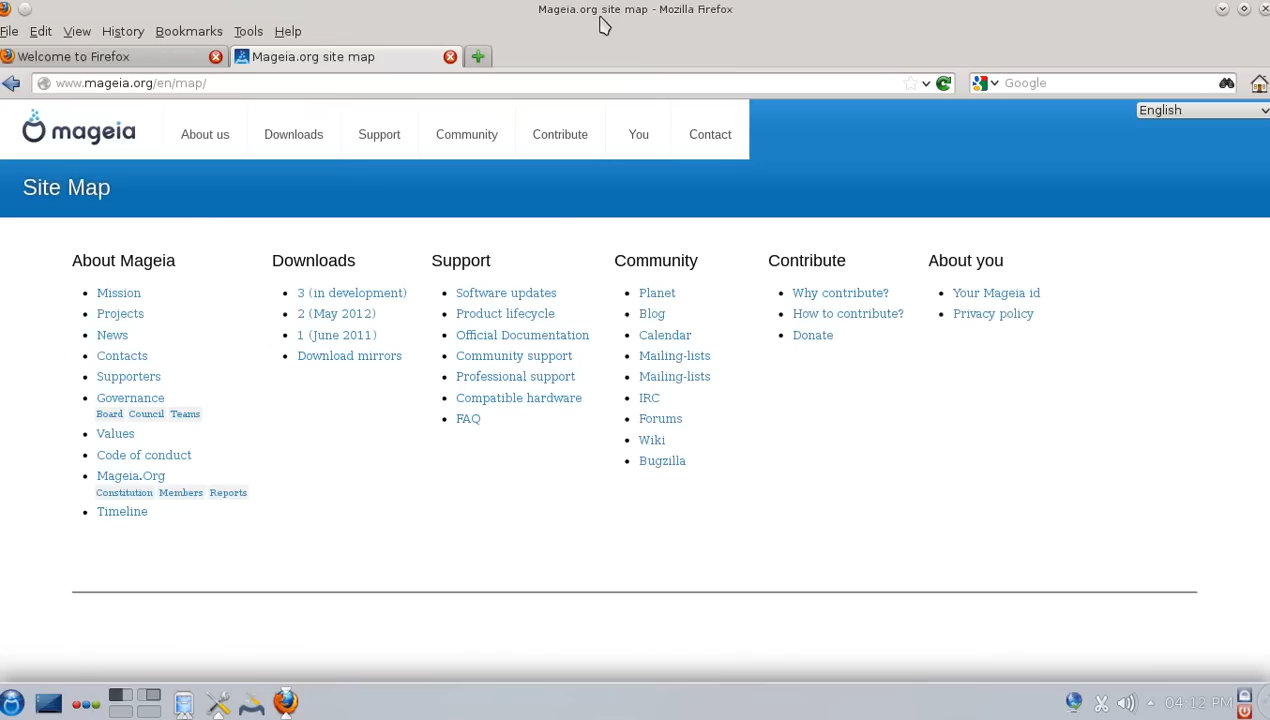 Mageia.org site map - Mozilla Firefox
File Edit View History Bookmarks Tools Help
Welcome to Firefox Mageia.org site map
www.mageia.org/en/map/ Google
English
mageia About us Downloads Support Community Contribute You Contact
Site Map
About Mageia
Mission
Projects
News
Contacts
Supporters
Governance
Board Council Teams
Values
Code of conduct
Mageia.Org
Constitution Members Reports
Timeline
Downloads
3 (in development)
2 (May 2012)
1 (June 2011)
Download mirrors
Support
Software updates
Product lifecycle
Official Documentation
Community support
Professional support
Compatible hardware
FAQ
Community
Planet
Blog
Calendar
Mailing-lists
Mailing-lists
IRC
Forums
Wiki
Bugzilla
Contribute
Why contribute?
How to contribute?
Donate
About you
Your Mageia id
Privacy policy
04:12 PM